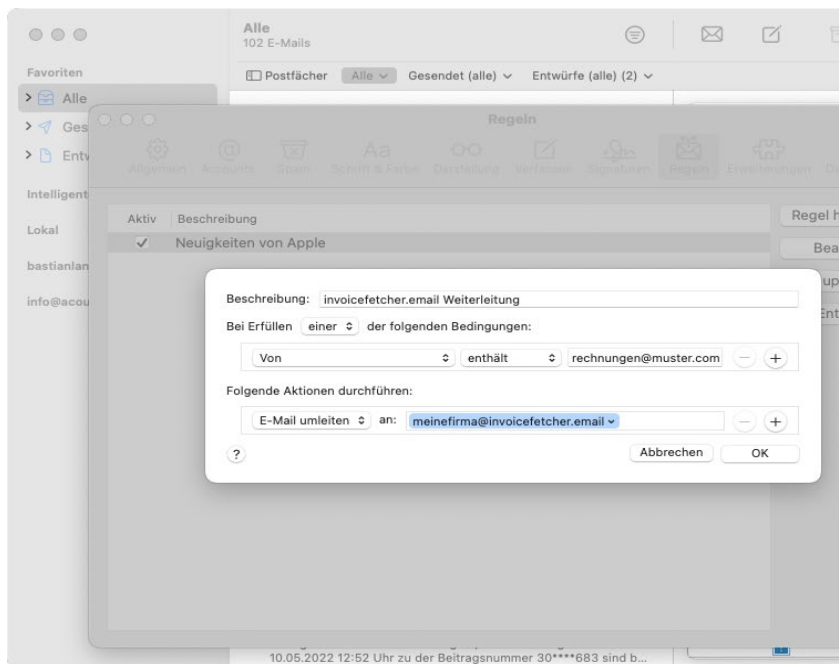 Alle
102 E-Mails
Favoriten
Postfächer Alle Gesendet (alle) Entwürfe (alle) (2)
Alle
Ges
Regeln
Entw
Allgemein Accounts Spam Schrift & Farbe Darstellung Verfassen Signaturen Regeln Erweiterungen
Intelligent
Lokal
Aktiv Beschreibung
Regel h
Neuigkeiten von Apple
Bea
bastianlan
up
info@acou
Ent
Beschreibung: invoicefetcher.email Weiterleitung
Bei Erfüllen einer der folgenden Bedingungen:
Von enthält rechnungen@muster.com
Folgende Aktionen durchführen:
E-Mail umleiten an: meinefirma@invoicefetcher.email
? Abbrechen OK
10.05.2022 12:52 Uhr zu der Beitragsnummer 30****683 sind b...